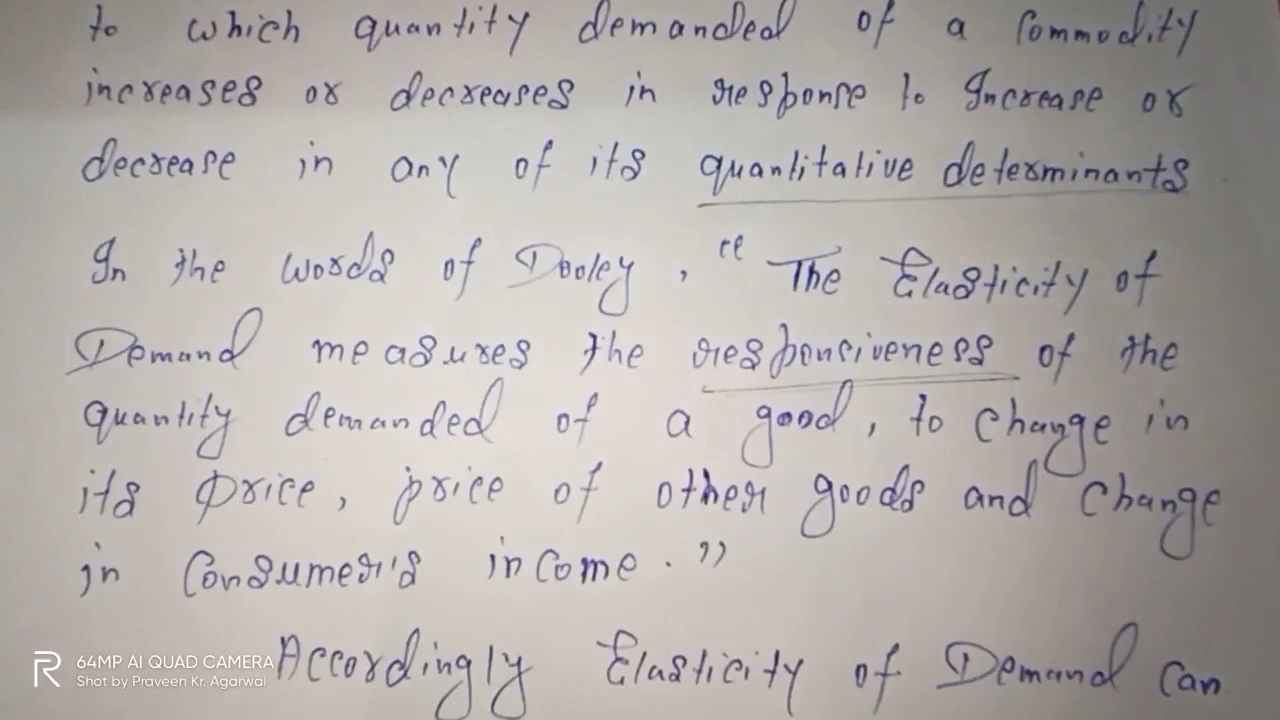 to which quantity demanded of a Commodity
increases or decreases in response to Increase or
decrease in any of its quantitative determinants
In the words of Dooley, "The Elasticity of
Demand measures the responsiveness of the
quantity demanded of a good, to change in
its price, price of other goods and change
in Consumer's income."
Accordingly Elasticity of Demand can
64MP AI QUAD CAMERA
Shot by Praveen Kr. Agarwal